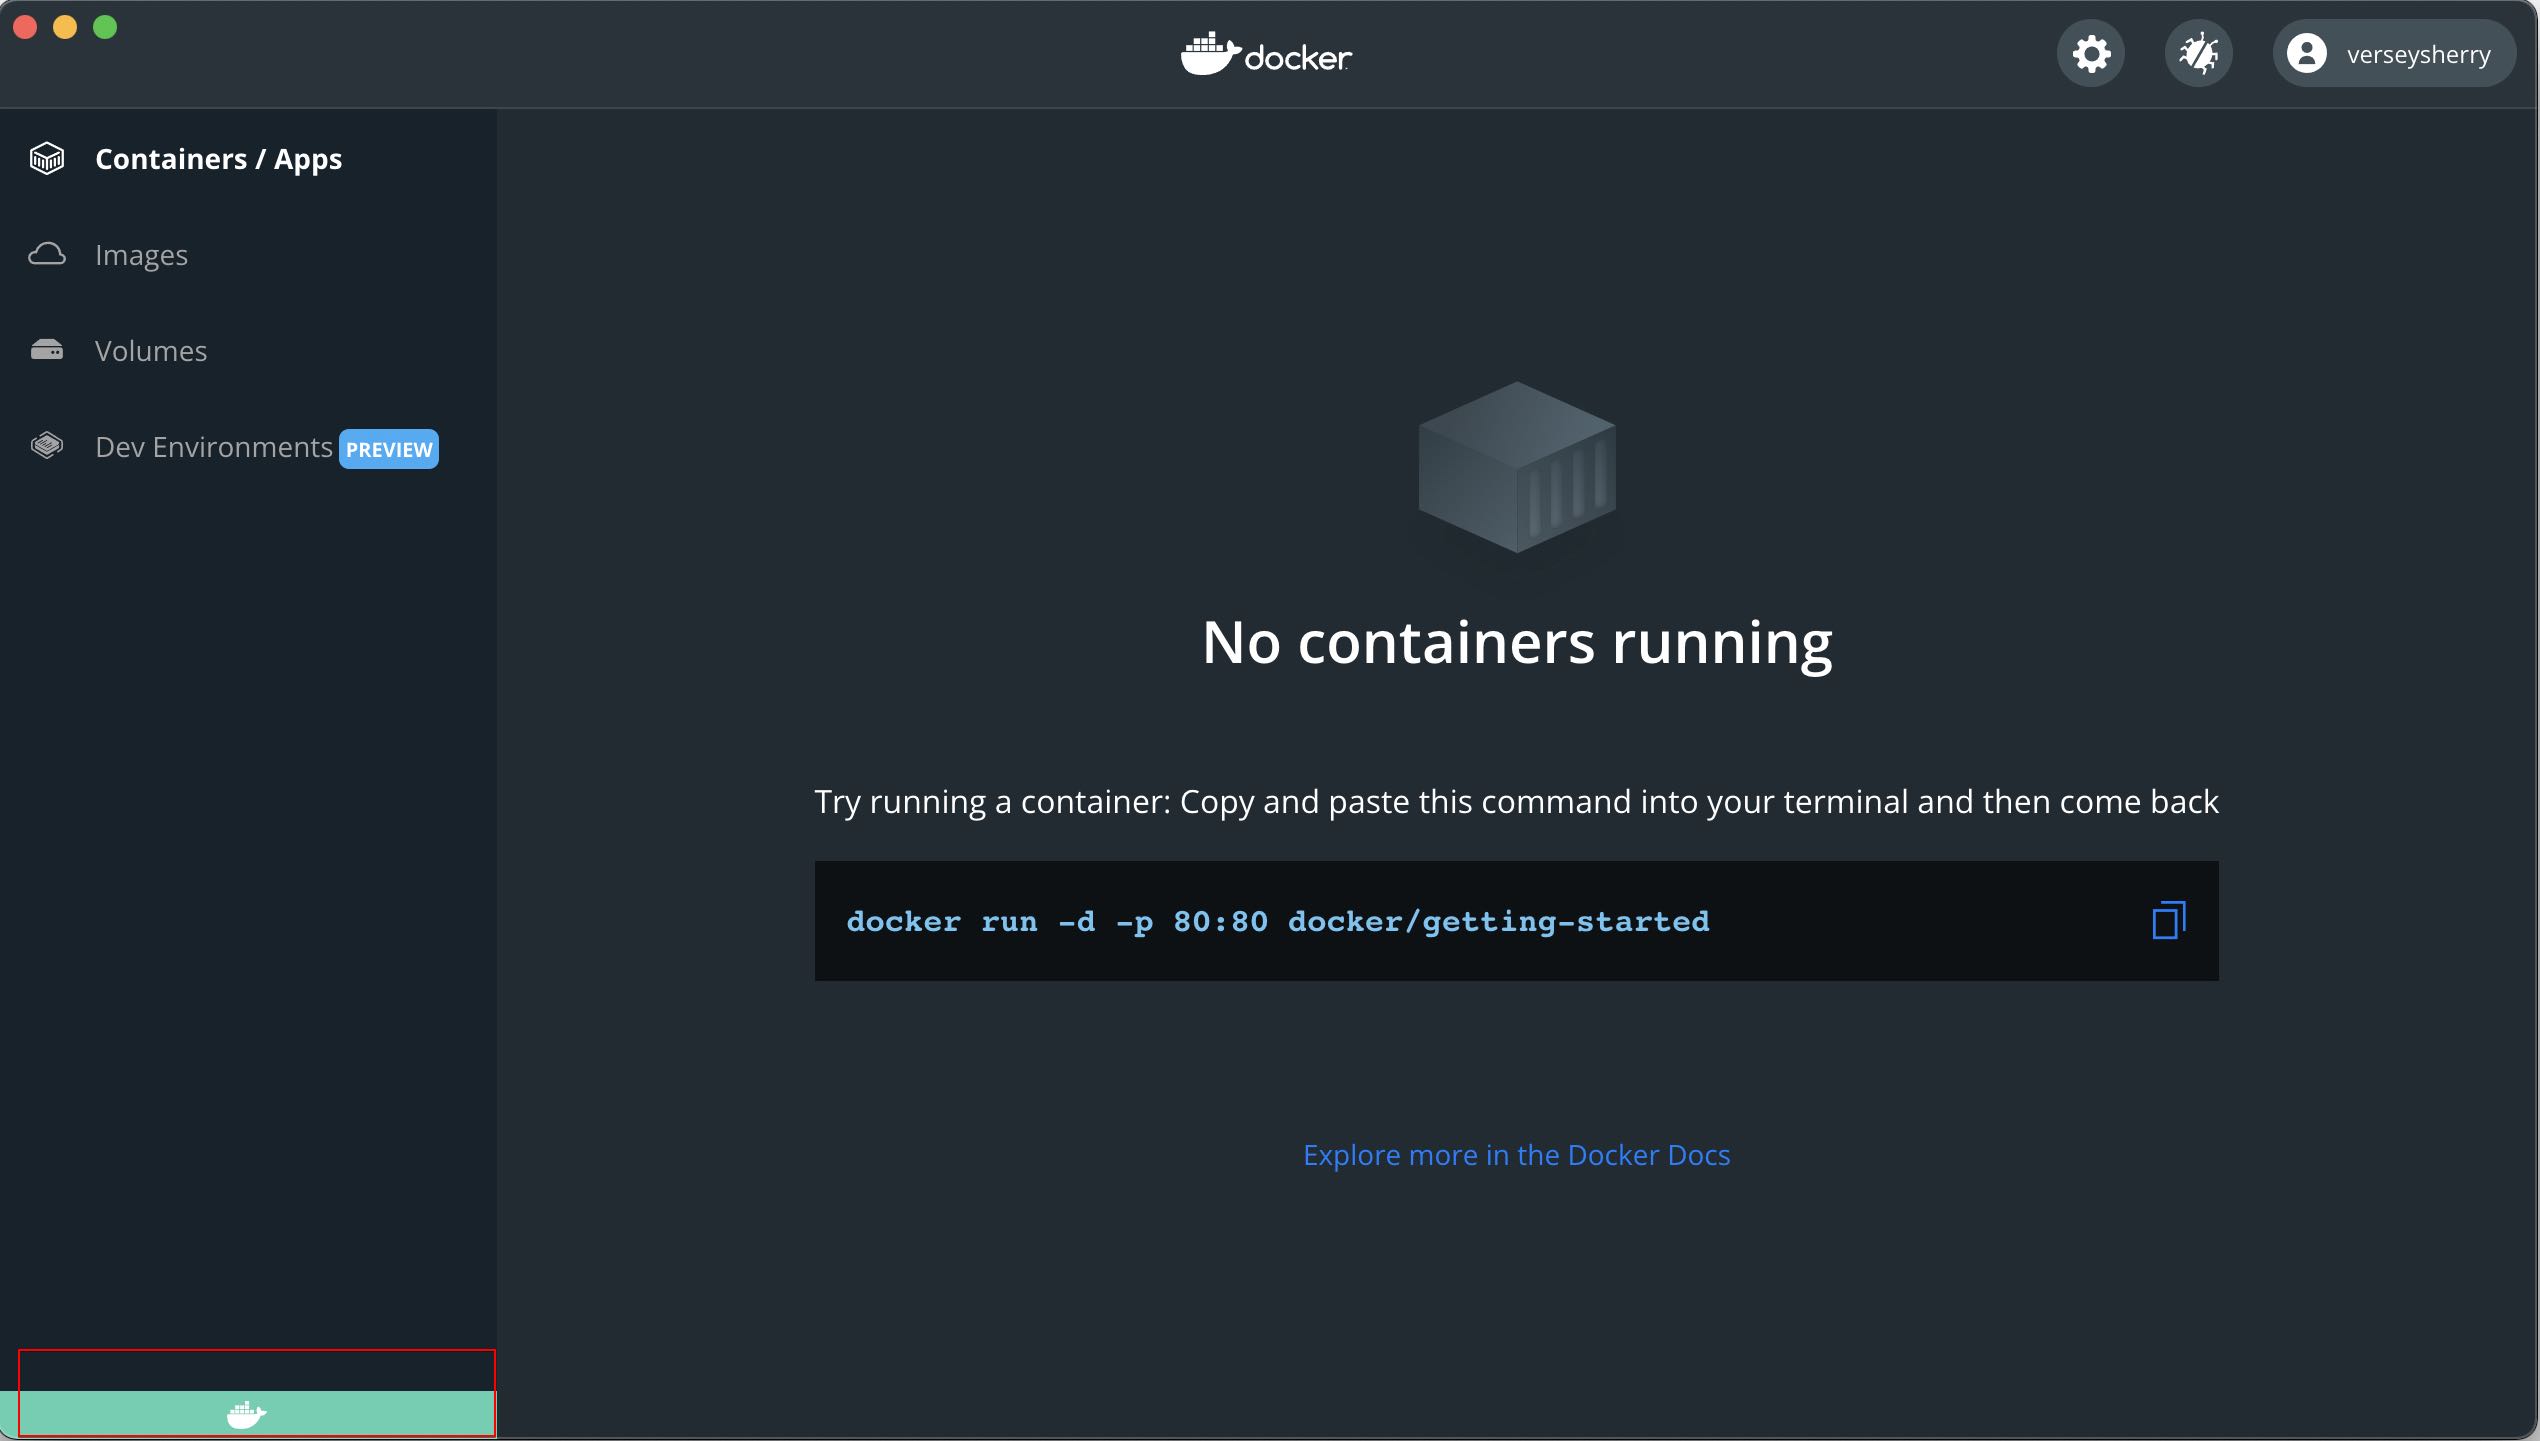 docker
verseysherry
Containers / Apps
Images
Volumes
Dev Environments PREVIEW
No containers running
Try running a container: Copy and paste this command into your terminal and then come back
docker run -d -p 80:80 docker/getting-started
Explore more in the Docker Docs